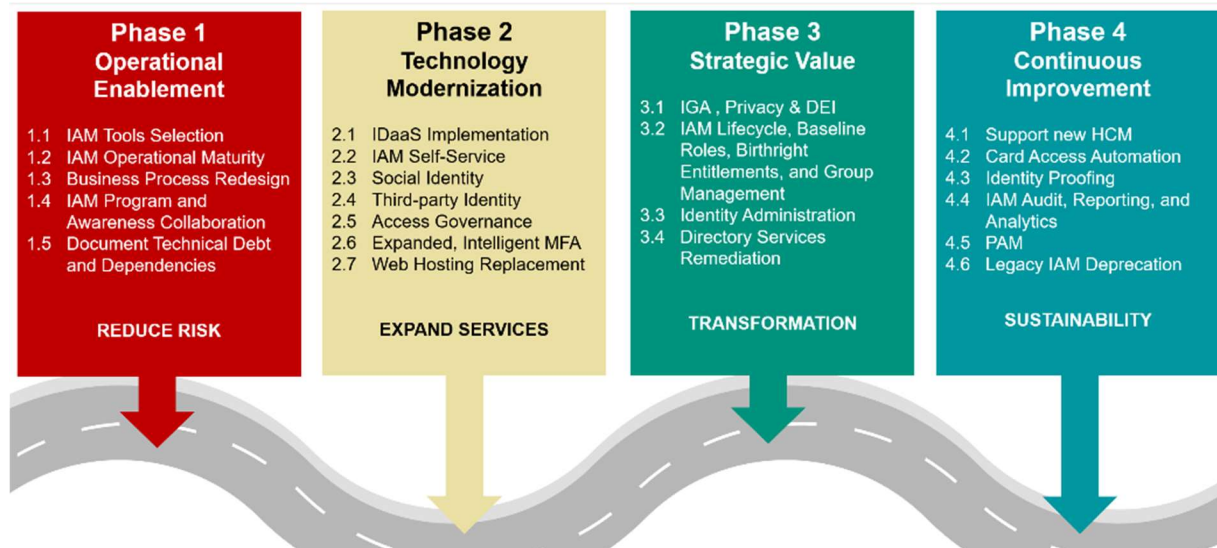 Phase 1
Operational
Enablement
1.1 IAM Tools Selection
1.2 IAM Operational Maturity
1.3 Business Process Redesign
1.4 IAM Program and
Awareness Collaboration
1.5 Document Technical Debt
and Dependencies
REDUCE RISK
Phase 2
Technology
Modernization
2.1 IDaaS Implementation
2.2 IAM Self-Service
2.3 Social Identity
2.4 Third-party Identity
2.5 Access Governance
2.6 Expanded, Intelligent MFA
2.7 Web Hosting Replacement
EXPAND SERVICES
Phase 3
Strategic Value
3.1 IGA , Privacy & DEI
3.2 IAM Lifecycle, Baseline
Roles, Birthright
Entitlements, and Group
Management
3.3 Identity Administration
3.4 Directory Services
Remediation
TRANSFORMATION
Phase 4
Continuous
Improvement
4.1 Support new HCM
4.2 Card Access Automation
4.3 Identity Proofing
4.4 IAM Audit, Reporting, and
Analytics
4.5 PAM
4.6 Legacy IAM Deprecation
SUSTAINABILITY